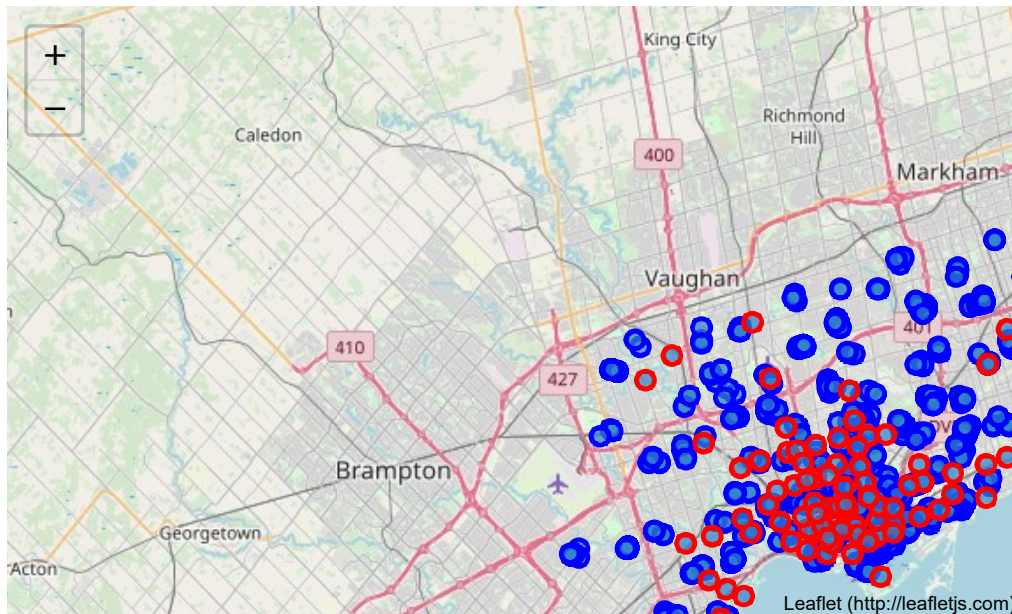 +
−
King City
Caledon
Richmond
Hill
400
Markham
Vaughan
401
410
427
Brampton
Georgetown
Acton
Leaflet (http://leafletjs.com)